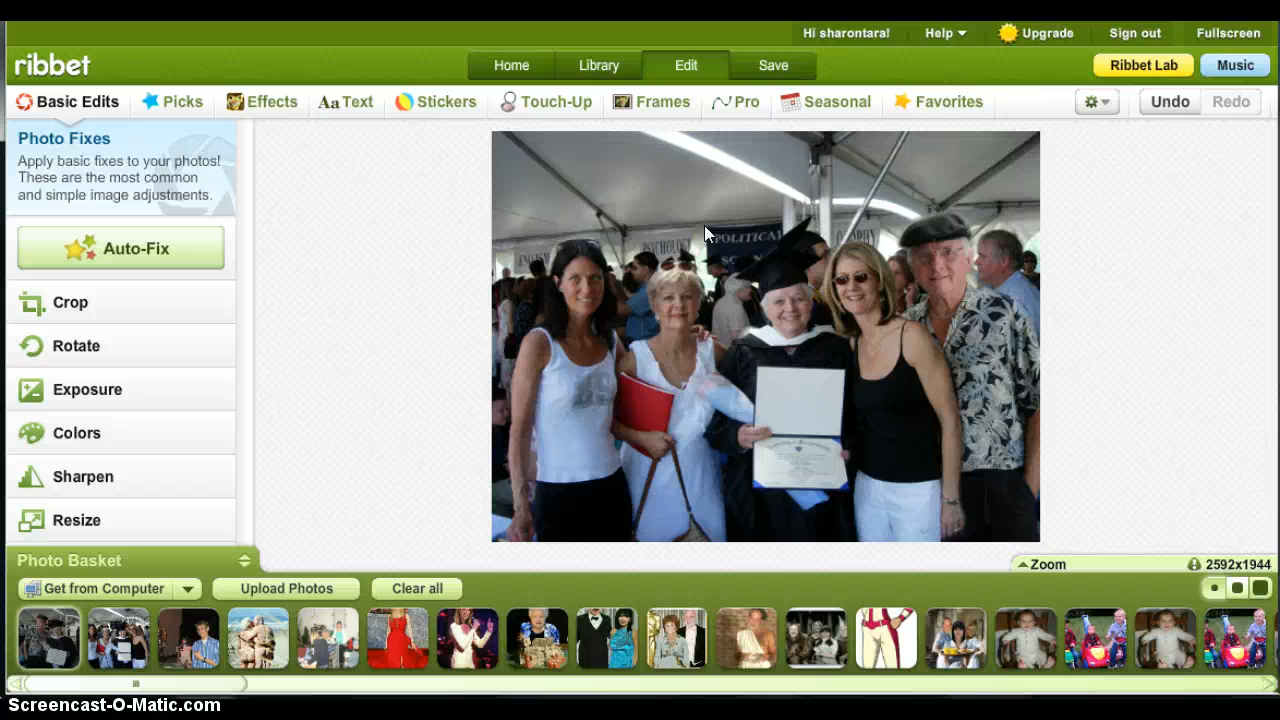 Hi sharontara!
Help
Upgrade
Sign out
Fullscreen
ribbet
Home
Library
Edit
Save
Ribbet Lab
Music
Basic Edits
Picks
Effects
Text
Stickers
Touch-Up
Frames
Pro
Seasonal
Favorites
Undo
Redo
Photo Fixes
Apply basic fixes to your photos!
These are the most common
and simple image adjustments.
Auto-Fix
Crop
Rotate
Exposure
Colors
Sharpen
Resize
PSYCHOLOGY
POLITICAL
Photo Basket
Zoom
2592x1944
Get from Computer
Upload Photos
Clear all
Screencast-O-Matic.com